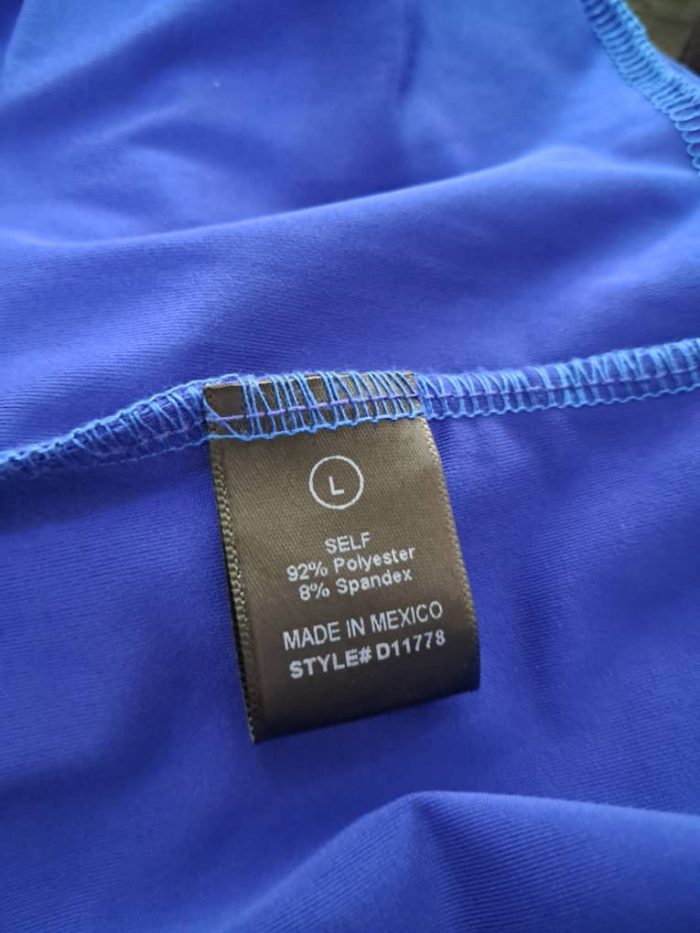 L
SELF
92% Polyester
8% Spandex
MADE IN MEXICO
STYLE# D11778